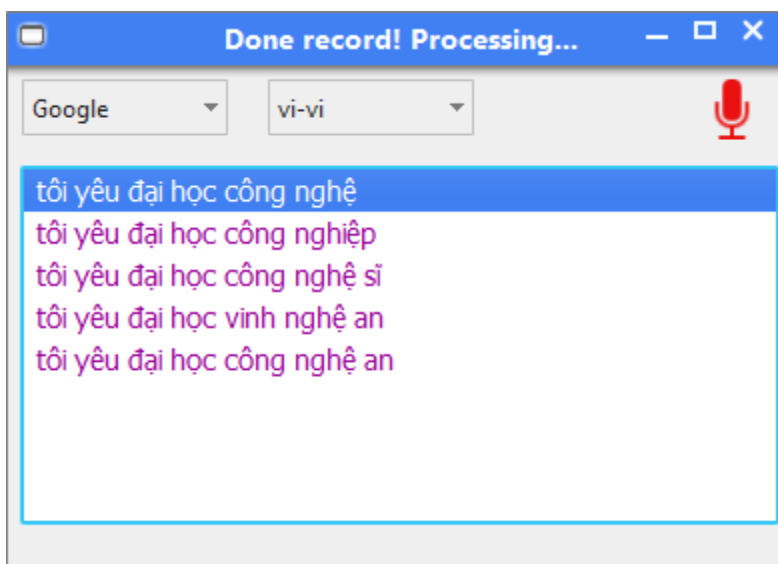 Done record! Processing...
Google vi-vi
tôi yêu đại học công nghệ
tôi yêu đại học công nghiệp
tôi yêu đại học công nghệ sĩ
tôi yêu đại học vinh nghệ an
tôi yêu đại học công nghệ an